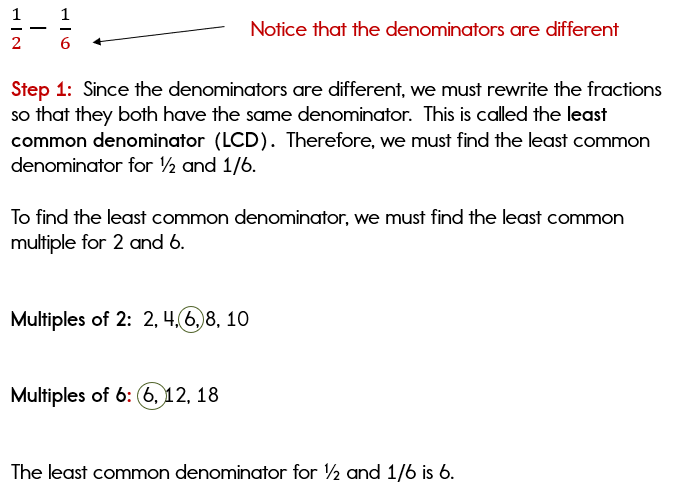 1/2 − 1/6 Notice that the denominators are different
Step 1: Since the denominators are different, we must rewrite the fractions
so that they both have the same denominator. This is called the least
common denominator (LCD). Therefore, we must find the least common
denominator for ½ and 1/6.
To find the least common denominator, we must find the least common
multiple for 2 and 6.
Multiples of 2: 2, 4, 6, 8, 10
Multiples of 6: 6, 12, 18
The least common denominator for ½ and 1/6 is 6.